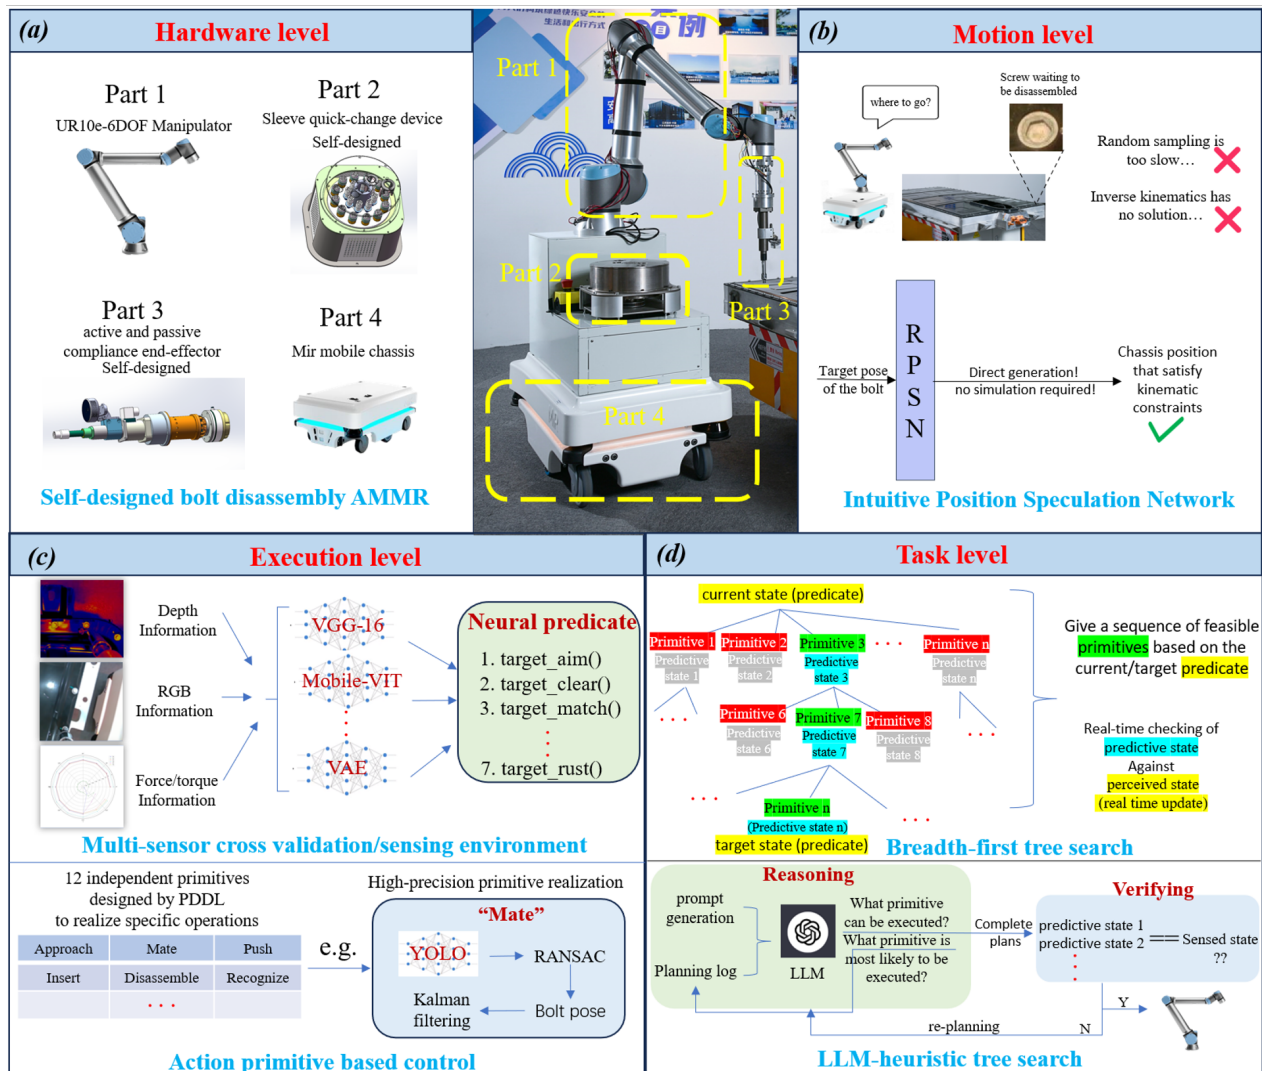 (a)
Hardware level
Part 1
UR10e-6DOF Manipulator
Part 2
Sleeve quick-change device
Self-designed
Part 3
active and passive
compliance end-effector
Self-designed
Part 4
Mir mobile chassis
Self-designed bolt disassembly AMMR
生活和出行方式
例
Part 1
Part 2
Part 3
Part 4
(b)
Motion level
where to go?
Screw waiting to
be disassembled
Random sampling is
too slow…
Inverse kinematics has
no solution…
Target pose
of the bolt
R
P
S
N
Direct generation!
no simulation required!
Chassis position
that satisfy
kinematic
constraints
Intuitive Position Speculation Network
(c)
Execution level
Depth
Information
RGB
Information
Force/torque
Information
VGG-16
Mobile-VIT
VAE
Neural predicate
1. target_aim()
2. target_clear()
3. target_match()
7. target_rust()
Multi-sensor cross validation/sensing environment
12 independent primitives
designed by PDDL
to realize specific operations
Approach Mate Push
Insert Disassemble Recognize
. . .
e.g.
High-precision primitive realization
“Mate”
YOLO
RANSAC
Kalman
filtering
Bolt pose
Action primitive based control
(d)
Task level
current state (predicate)
Primitive 1 Primitive 2 Primitive 3 . . . Primitive n
Predictive
state 1
Predictive
state 2
Predictive
state 3
Predictive
state n
. . .
Primitive 6 Primitive 7 Primitive 8
. . .
Predictive
state 6
Predictive
state 7
Predictive
state 8
. . .
Primitive n
. . .
(Predictive state n)
target state (predicate)
Give a sequence of feasible
primitives based on the
current/target predicate
Real-time checking of
predictive state
Against
perceived state
(real time update)
Breadth-first tree search
Reasoning
prompt
generation
Planning log
LLM
What primitive
can be executed?
What primitive is
most likely to be
executed?
Complete
plans
Verifying
predictive state 1
predictive state 2
== Sensed state
??
Y
N
re-planning
LLM-heuristic tree search